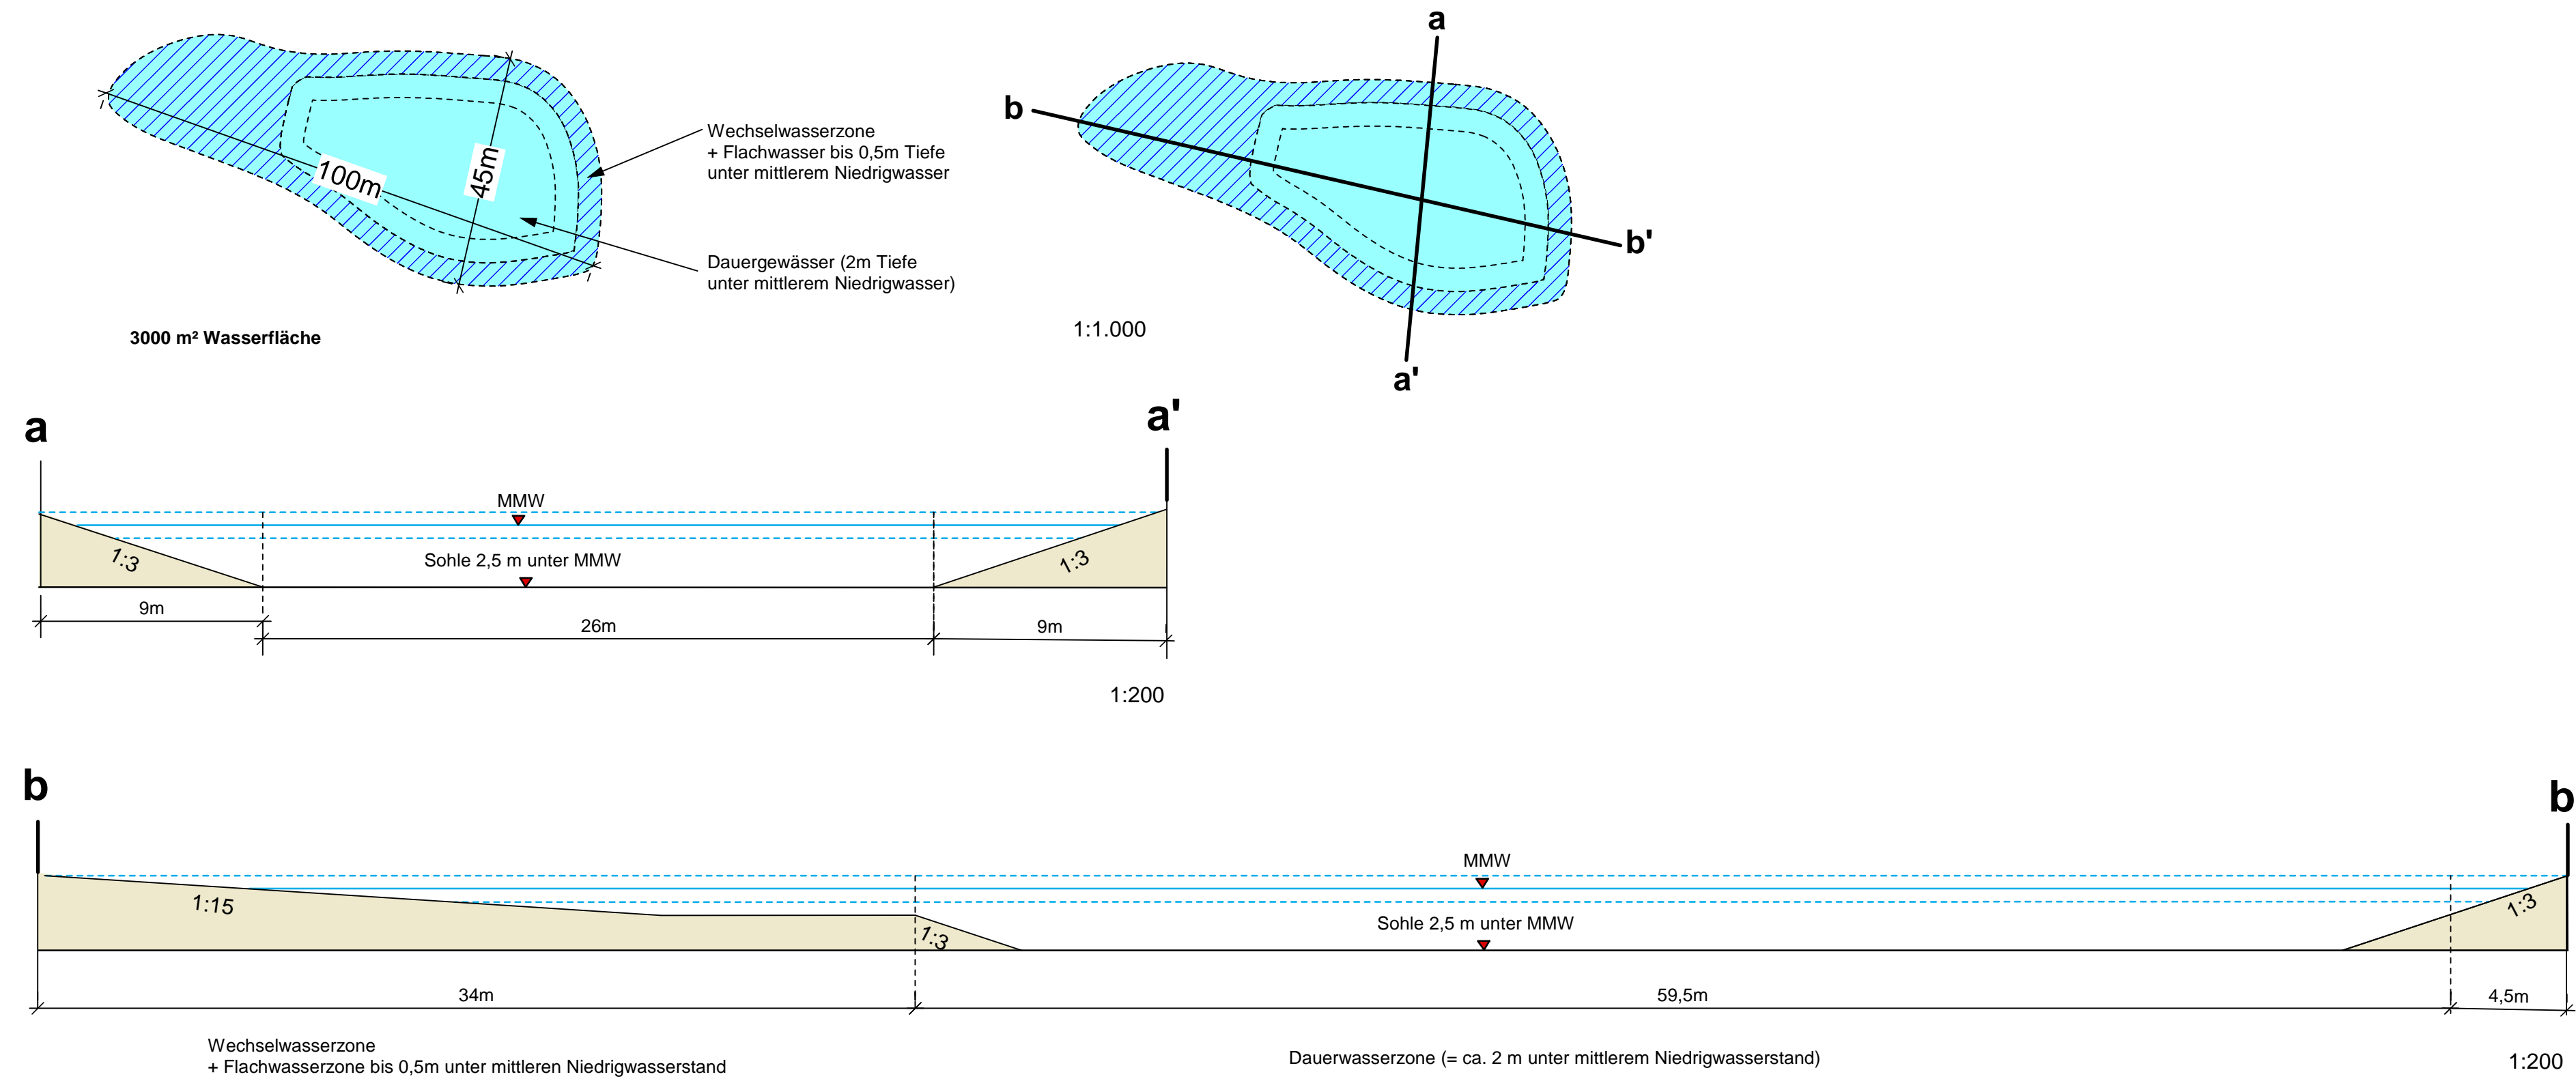 a
b
100m
45m
Wechselwasserzone
+ Flachwasser bis 0,5m Tiefe
unter mittlerem Niedrigwasser
b'
Dauergewässer (2m Tiefe
unter mittlerem Niedrigwasser)
3000 m² Wasserfläche
1:1.000
a'
a
a'
MMW
1:3
Sohle 2,5 m unter MMW
1:3
9m
26m
9m
1:200
b
b
MMW
1:15
1:3
Sohle 2,5 m unter MMW
1:3
34m
59,5m
4,5m
Wechselwasserzone
+ Flachwasserzone bis 0,5m unter mittleren Niedrigwasserstand
Dauerwasserzone (= ca. 2 m unter mittlerem Niedrigwasserstand)
1:200